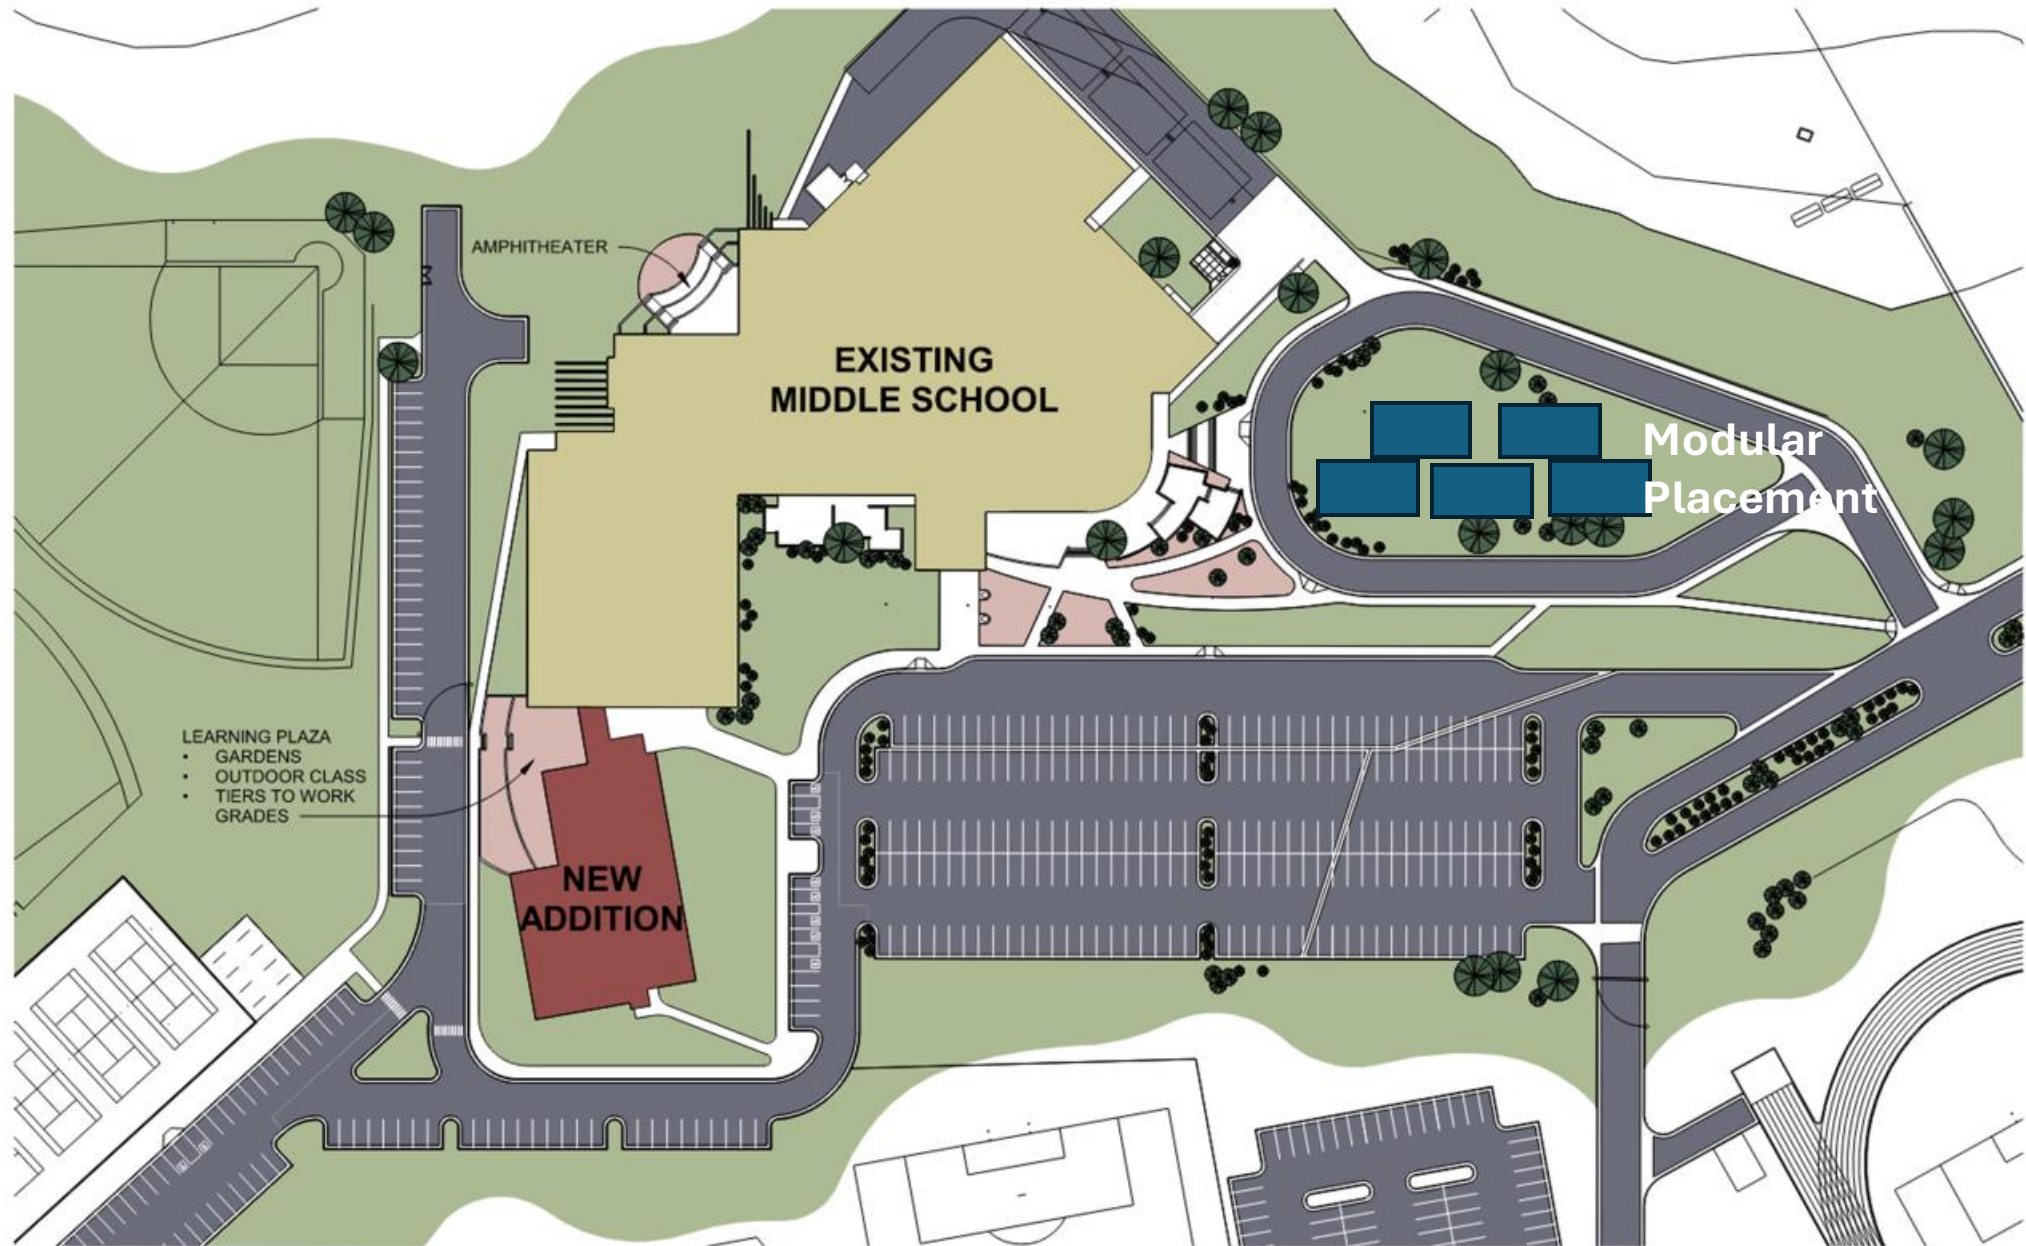 AMPHITHEATER
EXISTING
MIDDLE SCHOOL
Modular
Placement
LEARNING PLAZA
• GARDENS
• OUTDOOR CLASS
• TIERS TO WORK
GRADES
NEW
ADDITION